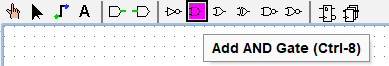 A
Add AND Gate (Ctrl-8)